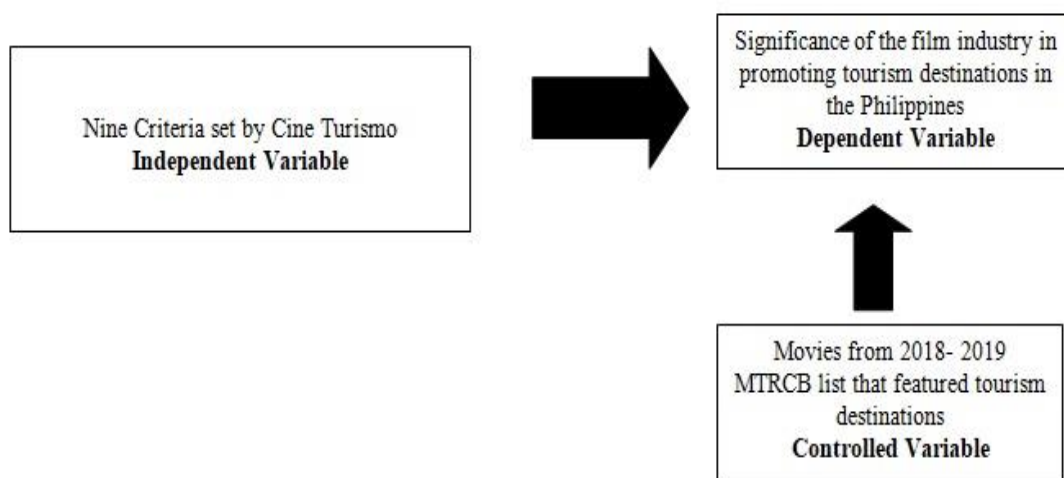 Nine Criteria set by Cine Turismo
Independent Variable
Significance of the film industry in
promoting tourism destinations in
the Philippines
Dependent Variable
Movies from 2018- 2019
MTRCB list that featured tourism
destinations
Controlled Variable